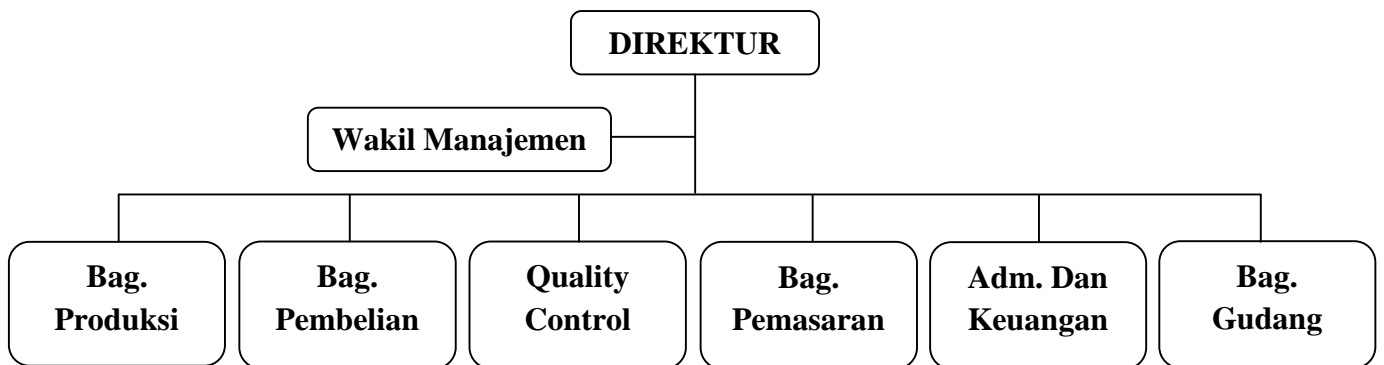 DIREKTUR
Wakil Manajemen
Bag.
Produksi
Bag.
Pembelian
Quality
Control
Bag.
Pemasaran
Adm. Dan
Keuangan
Bag.
Gudang